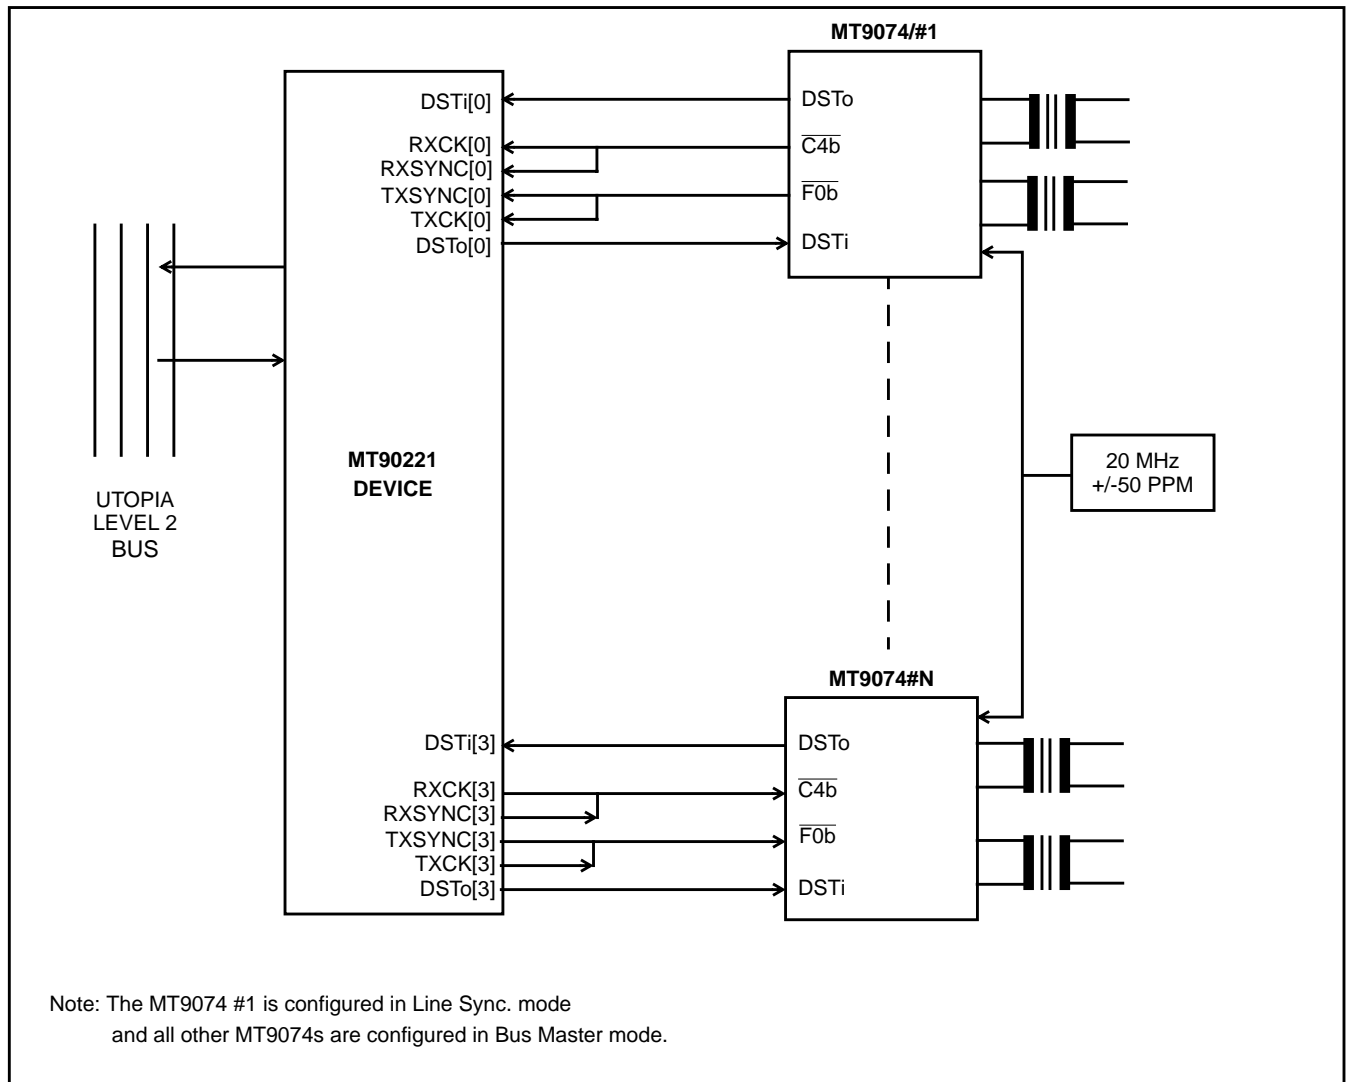 MT9074/#1
DSTi[0]
RXCK[0]
RXSYNC[0]
TXSYNC[0]
TXCK[0]
DSTo[0]
DSTo
C4b
F0b
DSTi
MT90221
DEVICE
UTOPIA
LEVEL 2
BUS
20 MHz
+/-50 PPM
MT9074#N
DSTi[3]
RXCK[3]
RXSYNC[3]
TXSYNC[3]
TXCK[3]
DSTo[3]
DSTo
C4b
F0b
DSTi
Note: The MT9074 #1 is configured in Line Sync. mode
and all other MT9074s are configured in Bus Master mode.